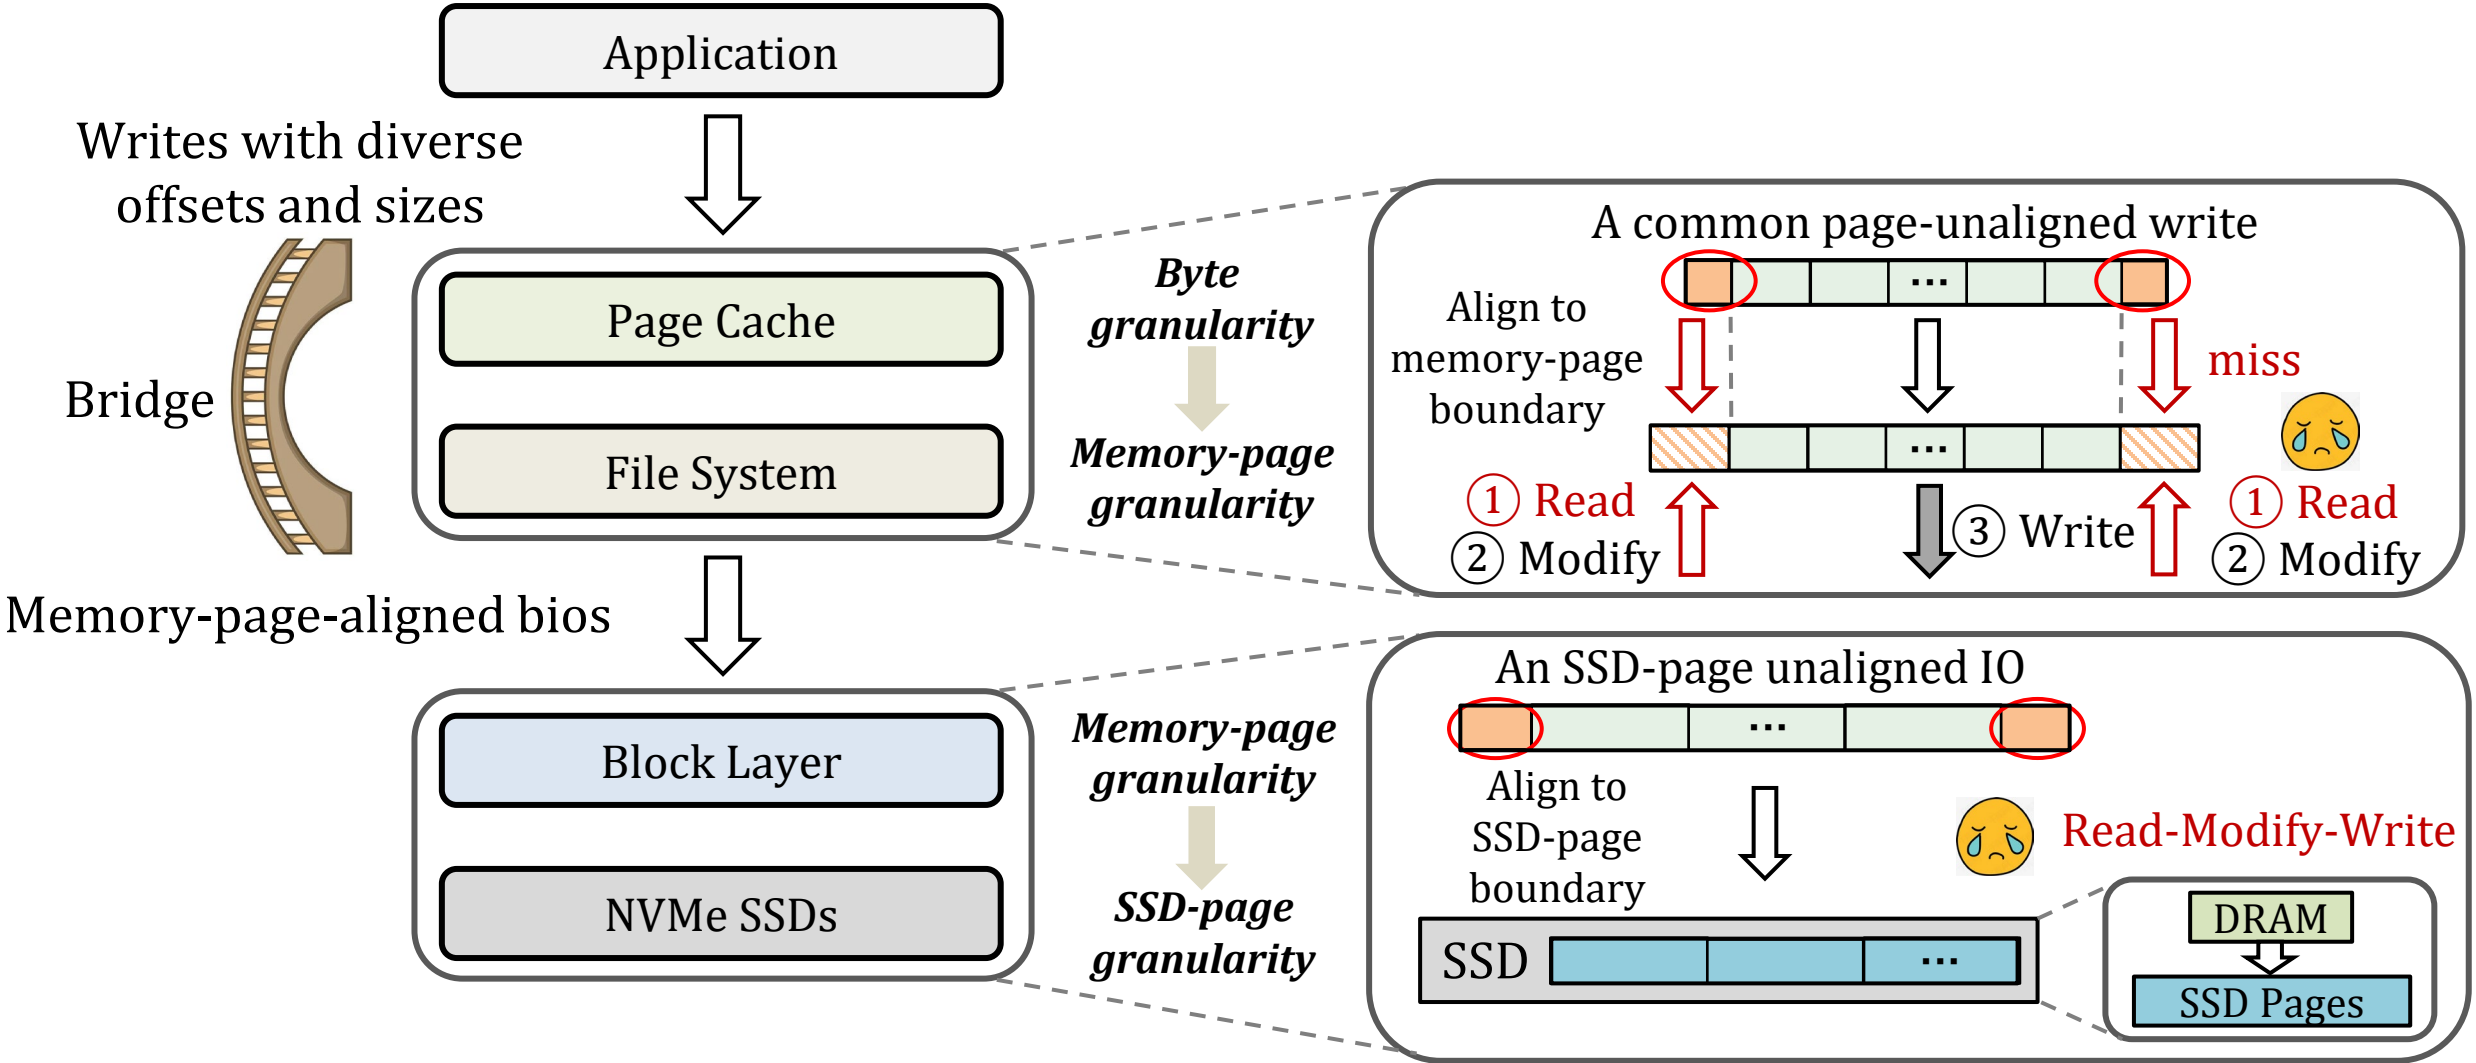 Application
Writes with diverse
offsets and sizes
Bridge
Page Cache
File System
Byte
granularity
Memory-page
granularity
Memory-page-aligned bios
Block Layer
NVMe SSDs
Memory-page
granularity
SSD-page
granularity
A common page-unaligned write
...
Align to
memory-page
boundary
miss
...
① Read
② Modify
③ Write
① Read
② Modify
An SSD-page unaligned IO
...
Align to
SSD-page
boundary
Read-Modify-Write
SSD
...
DRAM
SSD Pages